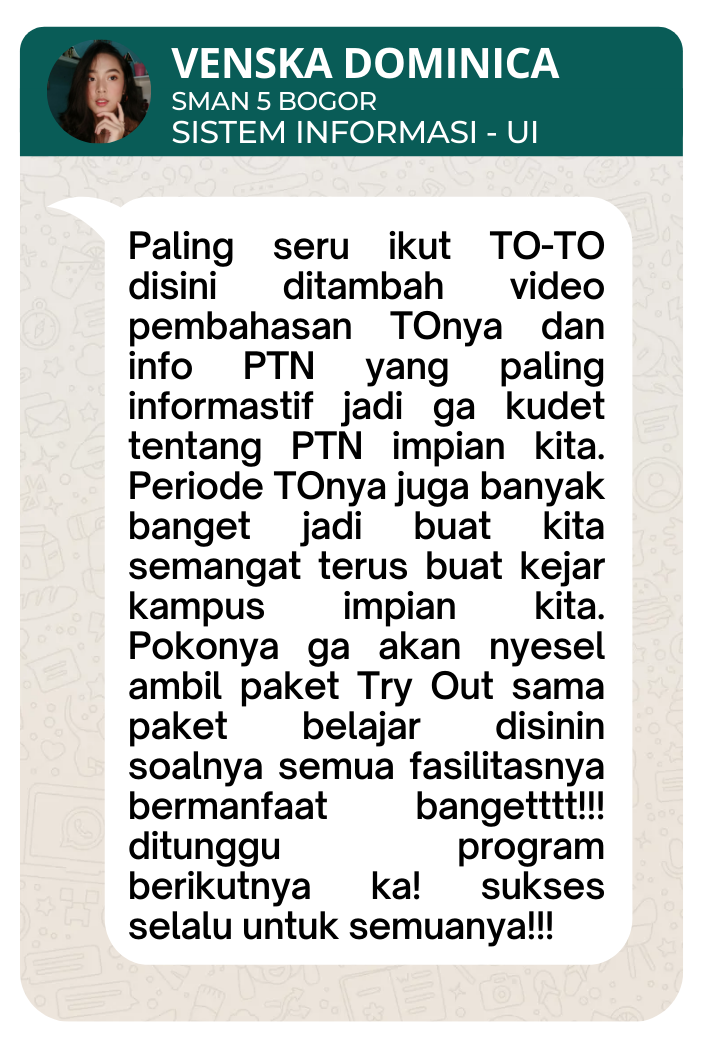 VENSKA DOMINICA
SMAN 5 BOGOR
SISTEM INFORMASI - UI
Paling seru ikut TO-TO
disini ditambah video
pembahasan TOnya dan
info PTN yang paling
informastif jadi ga kudet
tentang PTN impian kita.
Periode TOnya juga banyak
banget jadi buat kita
semangat terus buat kejar
kampus impian kita.
Pokonya ga akan nyesel
ambil paket Try Out sama
paket belajar disinin
soalnya semua fasilitasnya
bermanfaat bangetttt!!!
ditunggu program
berikutnya ka! sukses
selalu untuk semuanya!!!